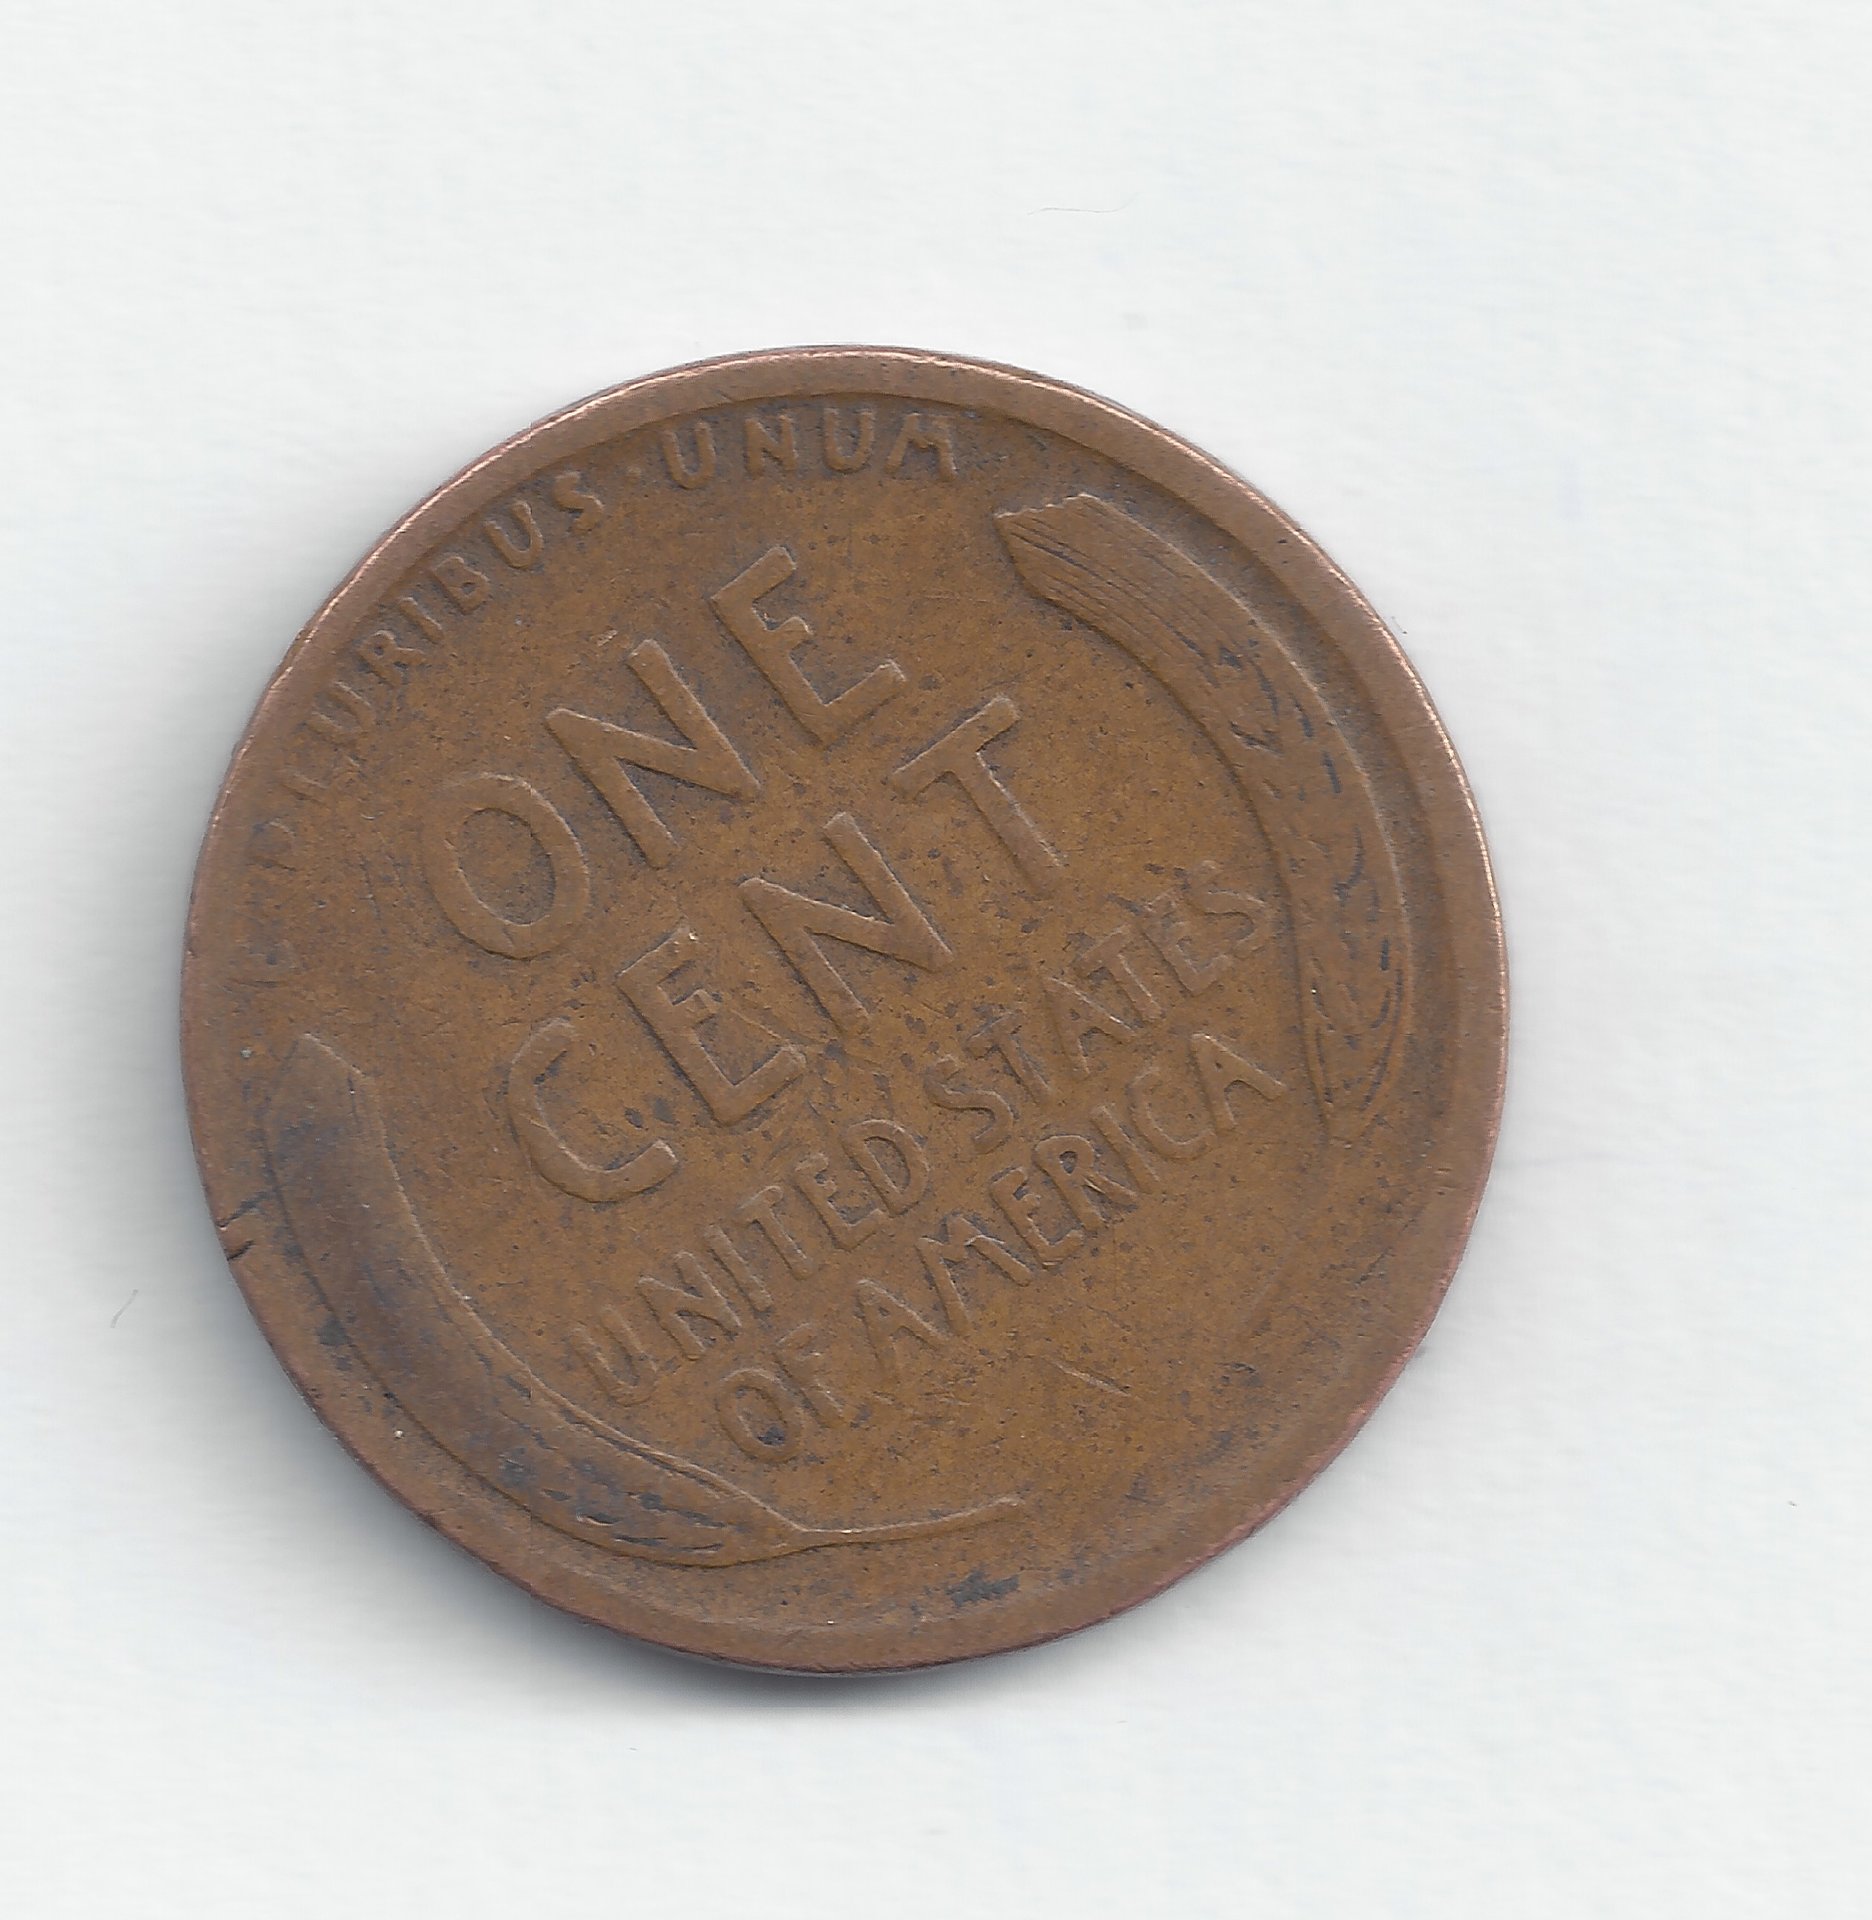 E PLURIBUS·UNUM
ONE
CENT
UNITED STATES
OF AMERICA